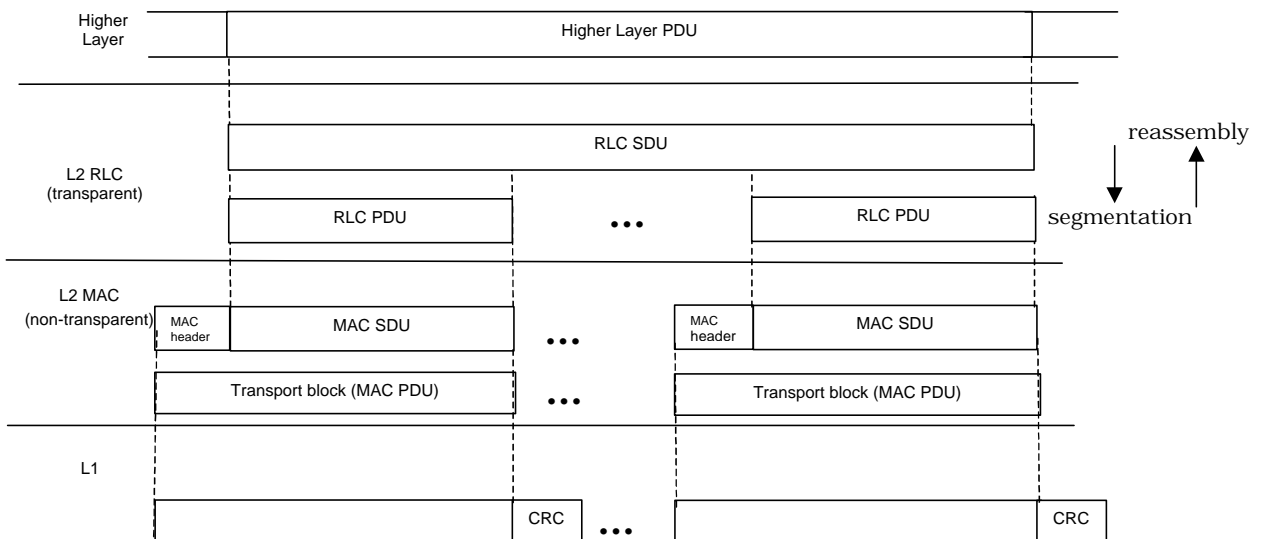 Higher
Layer
Higher Layer PDU
RLC SDU
reassembly
L2 RLC
(transparent)
RLC PDU
•••
RLC PDU
segmentation
L2 MAC
(non-transparent)
MAC
header
MAC SDU
•••
MAC
header
MAC SDU
Transport block (MAC PDU)
•••
Transport block (MAC PDU)
L1
CRC
•••
CRC